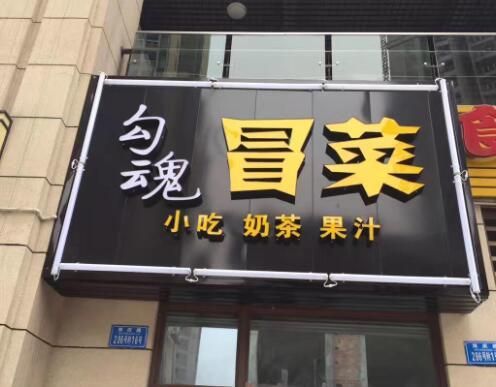 勾魂
冒菜
小吃 奶茶 果汁